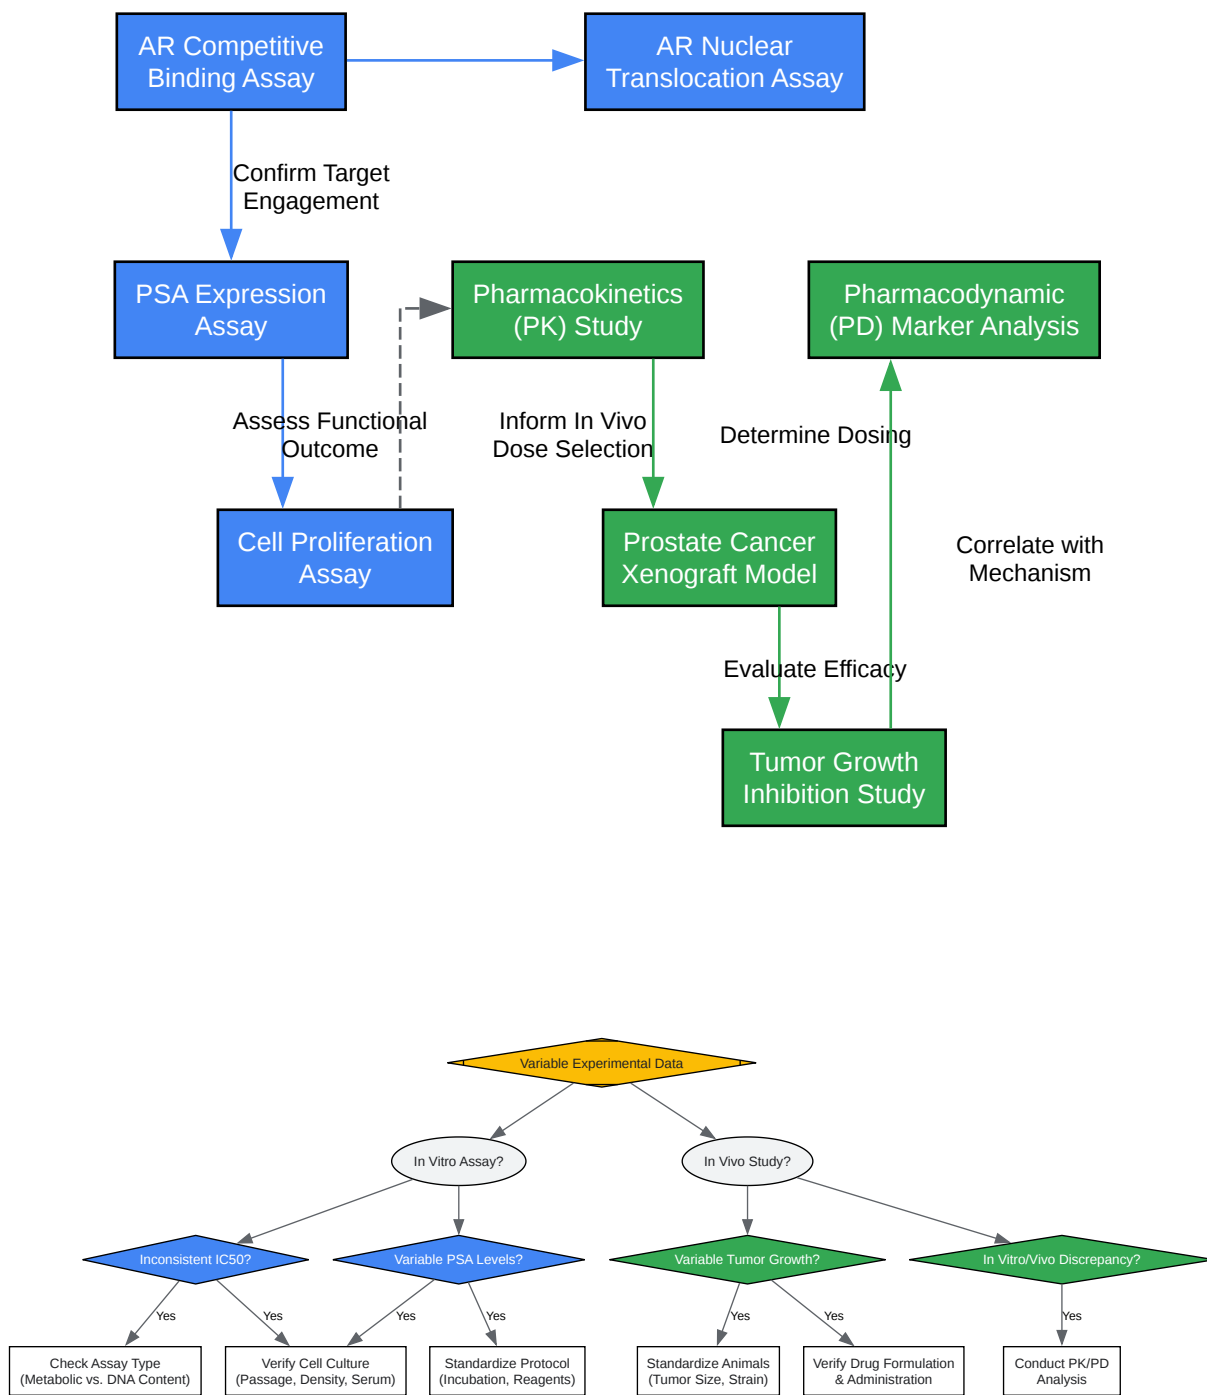 AR Competitive
Binding Assay
AR Nuclear
Translocation Assay
Confirm Target
Engagement
PSA Expression
Assay
Pharmacokinetics
(PK) Study
Pharmacodynamic
(PD) Marker Analysis
Assess Functional
Outcome
Inform In Vivo
Dose Selection
Determine Dosing
Cell Proliferation
Assay
Prostate Cancer
Xenograft Model
Correlate with
Mechanism
Evaluate Efficacy
Tumor Growth
Inhibition Study
Variable Experimental Data
In Vitro Assay?
In Vivo Study?
Inconsistent IC50?
Variable PSA Levels?
Variable Tumor Growth?
In Vitro/Vivo Discrepancy?
Yes
Yes
Yes
Yes
Yes
Yes
Yes
Check Assay Type
(Metabolic vs. DNA Content)
Verify Cell Culture
(Passage, Density, Serum)
Standardize Protocol
(Incubation, Reagents)
Standardize Animals
(Tumor Size, Strain)
Verify Drug Formulation
& Administration
Conduct PK/PD
Analysis